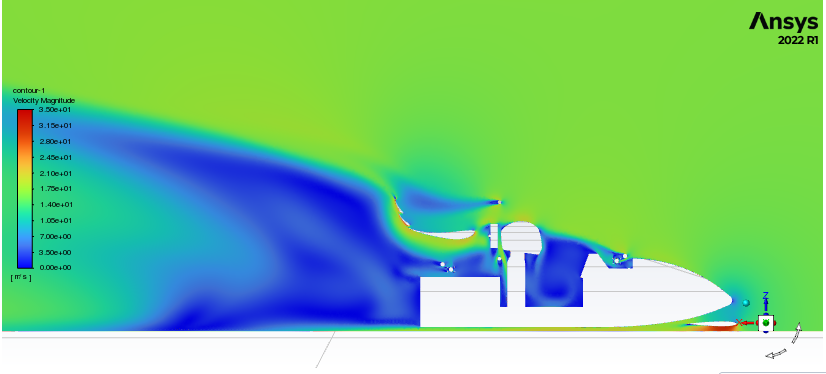 Ansys
2022 R1
contour-1
Velocity Magnitude
3.50e+01
3.15e+01
2.80e+01
2.45e+01
2.10e+01
1.75e+01
1.40e+01
1.05e+01
7.00e+00
3.50e+00
0.00e+00
[ m/s ]
Z